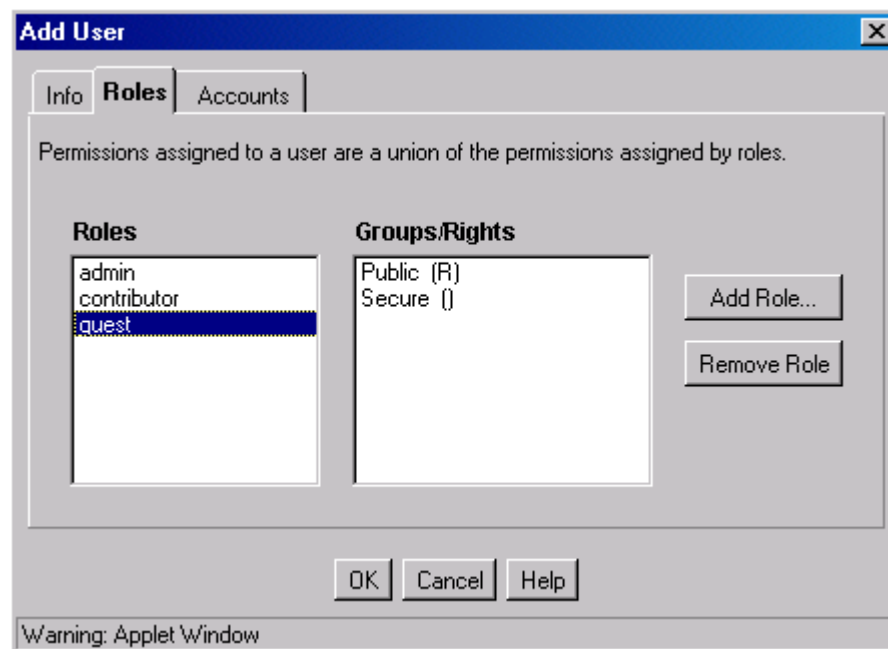 Add User
Info Roles Accounts
Permissions assigned to a user are a union of the permissions assigned by roles.
Roles Groups/Rights
admin Public (R)
contributor Secure ()
guest
Add Role...
Remove Role
OK Cancel Help
Warning: Applet Window